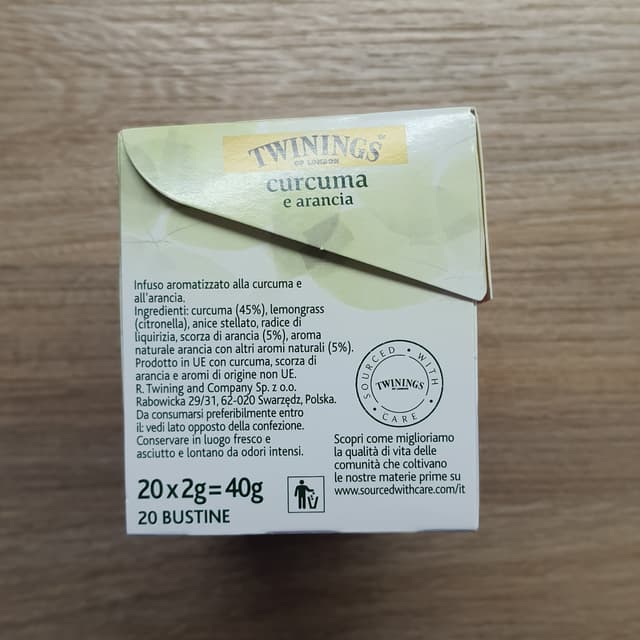 TWININGS
OF LONDON
curcuma
e arancia
Infuso aromatizzato alla curcuma e
all'arancia.
Ingredienti: curcuma (45%), lemongrass
(citronella), anice stellato, radice di
liquirizia, scorza di arancia (5%), aroma
naturale arancia con altri aromi naturali (5%).
Prodotto in UE con curcuma, scorza di
arancia e aromi di origine non UE.
R. Twining and Company Sp. z o.o.
Rabowicka 29/31, 62-020 Swarzędz, Polska.
Da consumarsi preferibilmente entro
il: vedi lato opposto della confezione.
Conservare in luogo fresco e
asciutto e lontano da odori intensi.
20x2g=40g
20 BUSTINE
SOURCED • WITH • CARE •
TWININGS
Scopri come miglioriamo
la qualità di vita delle
comunità che coltivano
le nostre materie prime su
www.sourcedwithcare.com/it